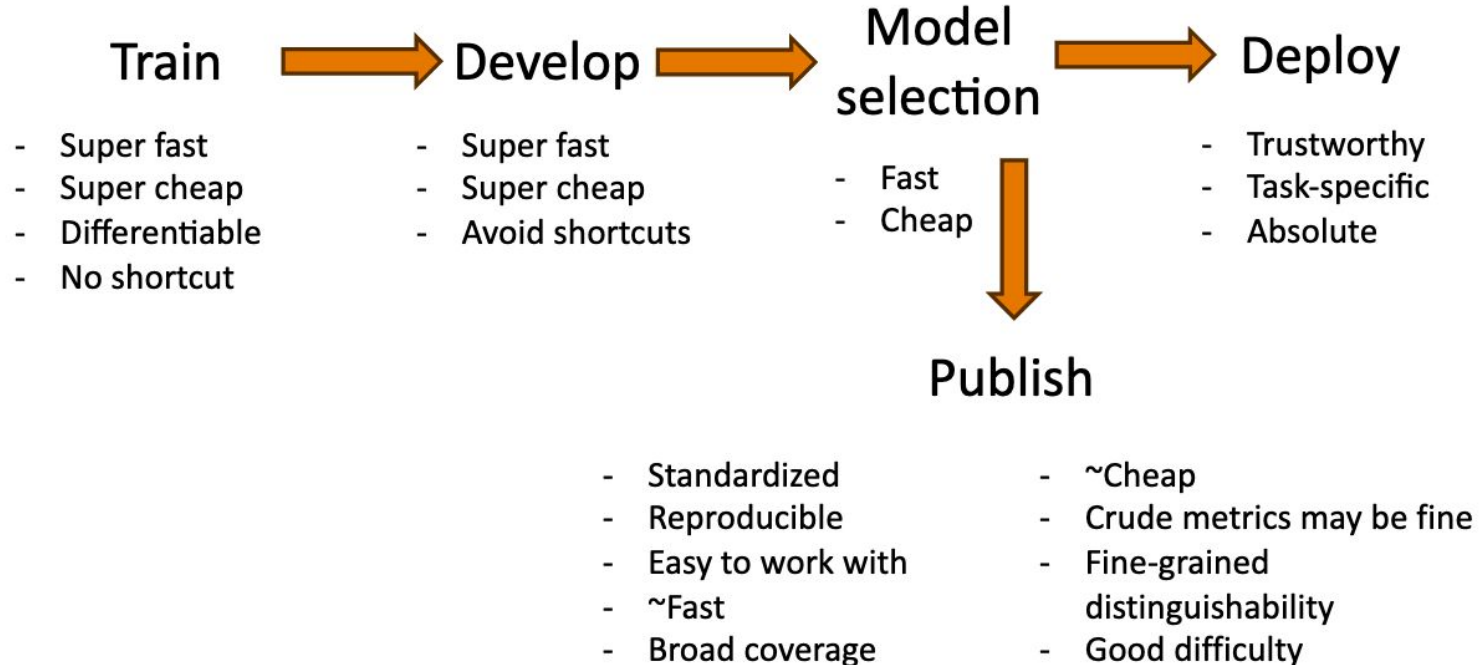 Train
- Super fast
- Super cheap
- Differentiable
- No shortcut
Develop
- Super fast
- Super cheap
- Avoid shortcuts
Model
selection
- Fast
- Cheap
Deploy
- Trustworthy
- Task-specific
- Absolute
Publish
- Standardized
- Reproducible
- Easy to work with
- ~Fast
- Broad coverage
- ~Cheap
- Crude metrics may be fine
- Fine-grained
distinguishability
- Good difficulty